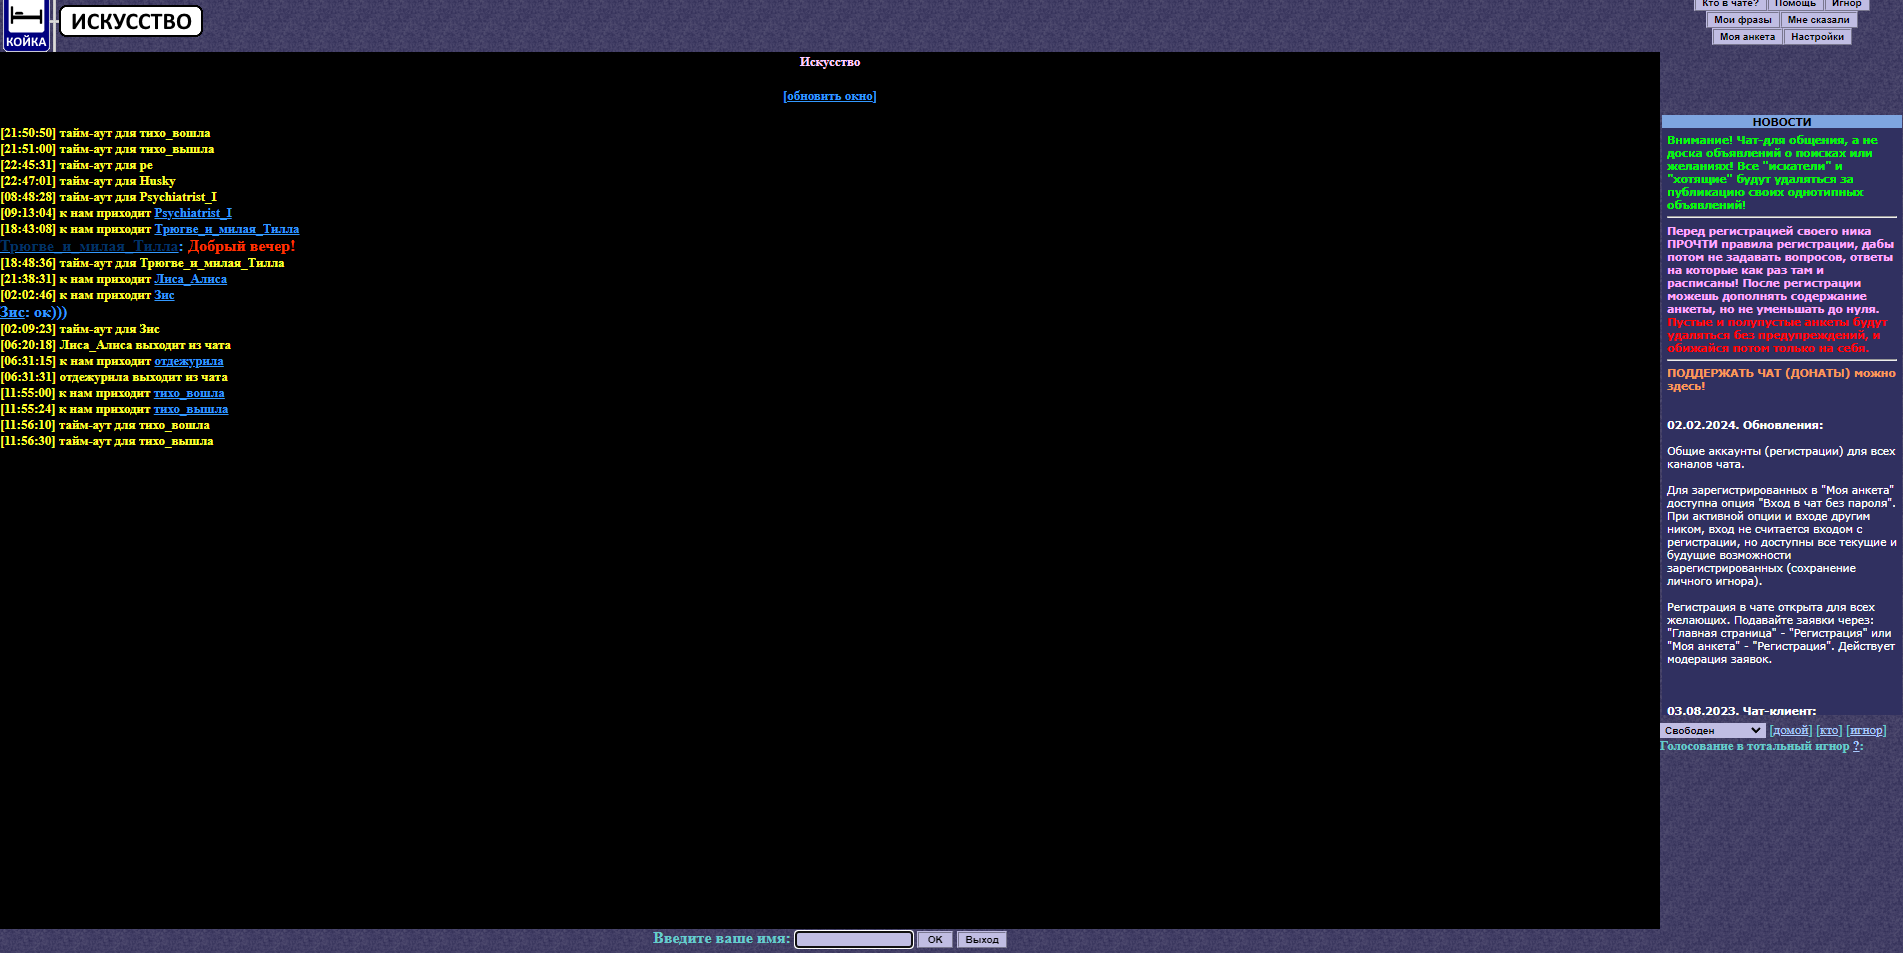 КОЙКА
ИСКУССТВО
Кто в чате? Помощь Игнор
Мои фразы Мне сказали
Моя анкета Настройки
Искусство
[обновить окно]
[21:50:50] тайм-аут для тихо_вошла
[21:51:00] тайм-аут для тихо_вышла
[22:45:31] тайм-аут для ре
[22:47:01] тайм-аут для Husky
[08:48:28] тайм-аут для Psychiatrist_I
[09:13:04] к нам приходит Psychiatrist_I
[18:43:08] к нам приходит Трюгве_и_милая_Тилла
Трюгве_и_милая_Тилла: Добрый вечер!
[18:48:36] тайм-аут для Трюгве_и_милая_Тилла
[21:38:31] к нам приходит Лиса_Алиса
[02:02:46] к нам приходит Зис
Зис: ок)))
[02:09:23] тайм-аут для Зис
[06:20:18] Лиса_Алиса выходит из чата
[06:31:15] к нам приходит отдежурила
[06:31:31] отдежурила выходит из чата
[11:55:00] к нам приходит тихо_вошла
[11:55:24] к нам приходит тихо_вышла
[11:56:10] тайм-аут для тихо_вошла
[11:56:30] тайм-аут для тихо_вышла
НОВОСТИ
Внимание! Чат-для общения, а не
доска объявлений о поисках или
желаниях! Все "искатели" и
"хотящие" будут удаляться за
публикацию своих однотипных
объявлений!
Перед регистрацией своего ника
ПРОЧТИ правила регистрации, дабы
потом не задавать вопросов, ответы
на которые как раз там и
расписаны! После регистрации
можешь дополнять содержание
анкеты, но не уменьшать до нуля.
Пустые и полупустые анкеты будут
удаляться без предупреждений, и
обижайся потом только на себя.
ПОДДЕРЖАТЬ ЧАТ (ДОНАТЫ) можно
здесь!
02.02.2024. Обновления:
Общие аккаунты (регистрации) для всех
каналов чата.
Для зарегистрированных в "Моя анкета"
доступна опция "Вход в чат без пароля".
При активной опции и входе другим
ником, вход не считается входом с
регистрации, но доступны все текущие и
будущие возможности
зарегистрированных (сохранение
личного игнора).
Регистрация в чате открыта для всех
желающих. Подавайте заявки через:
"Главная страница" - "Регистрация" или
"Моя анкета" - "Регистрация". Действует
модерация заявок.
03.08.2023. Чат-клиент:
Свободен [домой] [кто] [игнор]
Голосование в тотальный игнор ?:
Введите ваше имя: OK Выход